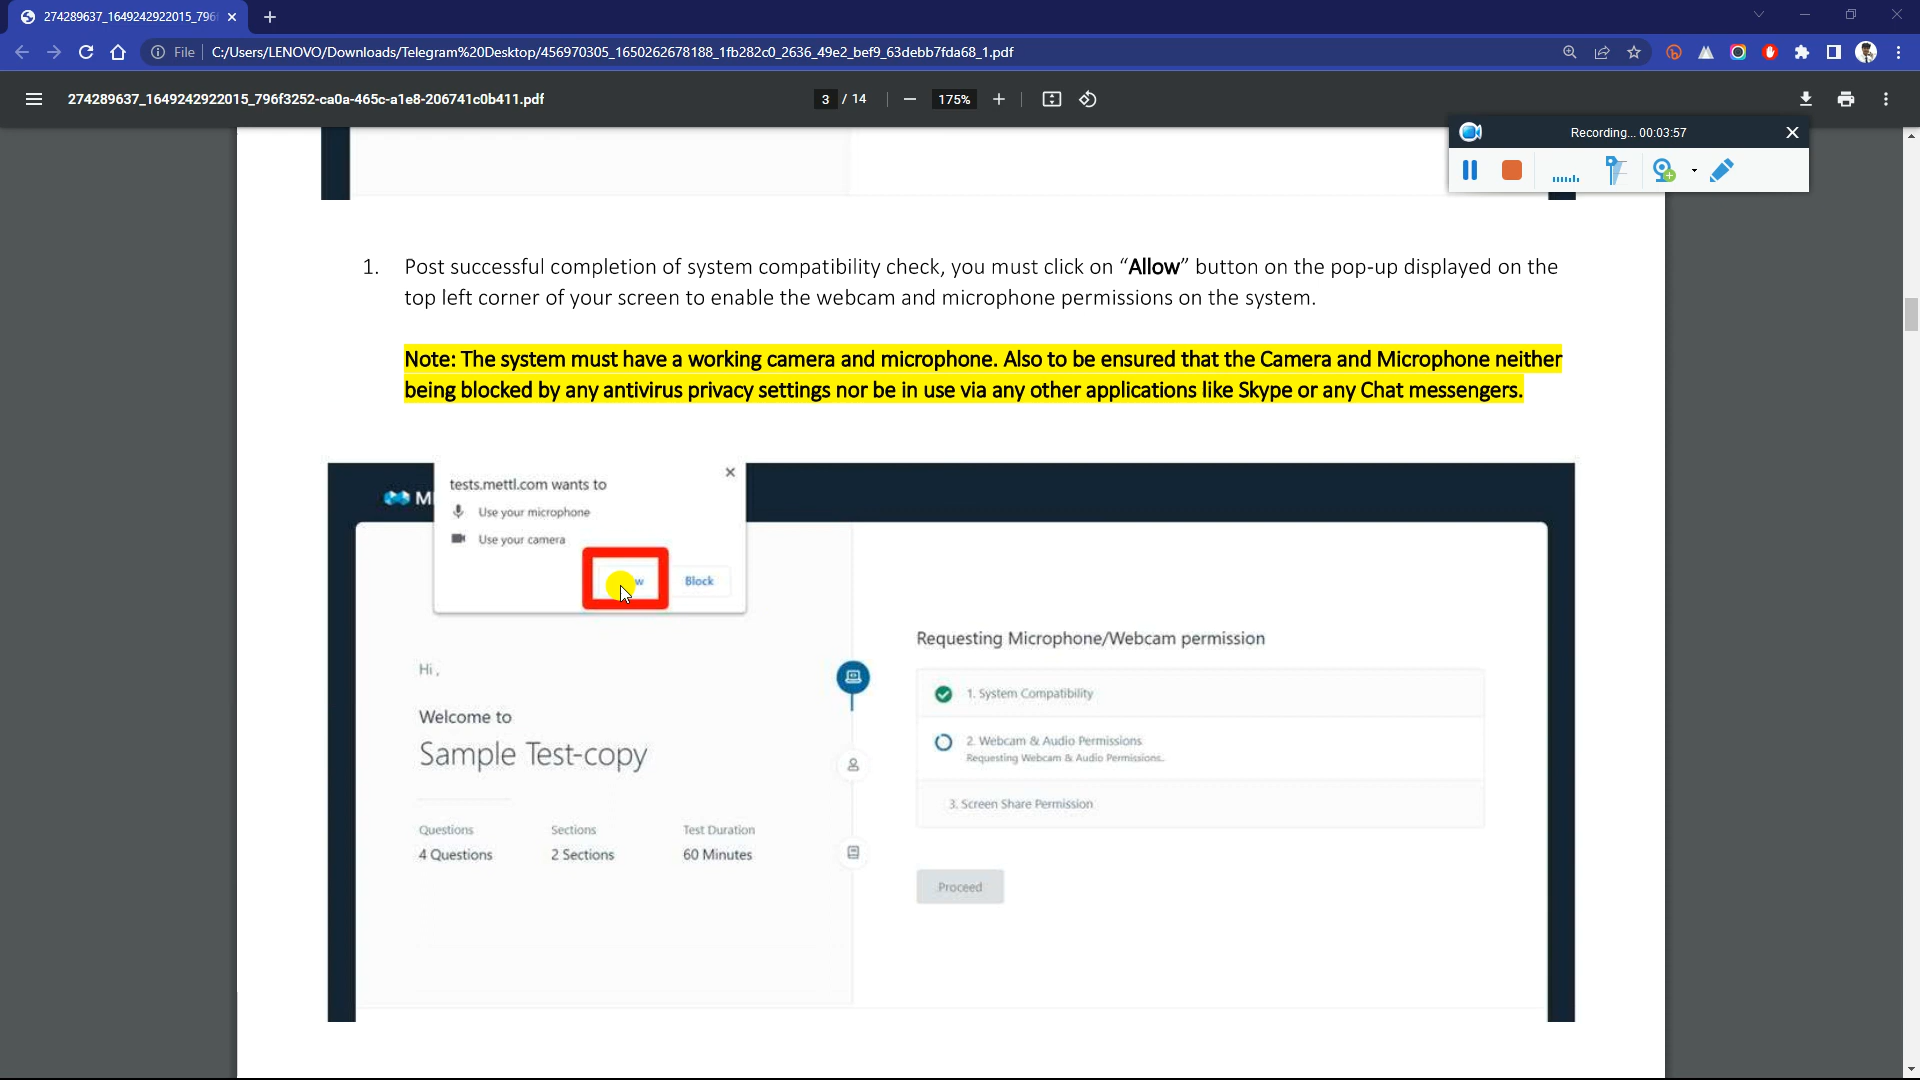 274289637_1649242922015_796
File
C:/Users/LENOVO/Downloads/Telegram%20Desktop/456970305_1650262678188_1fb282c0_2636_49e2_bef9_63debb7fda68_1.pdf
274289637_1649242922015_796f3252-ca0a-465c-a1e8-206741c0b411.pdf
3 / 14
175%
Recording... 00:03:57
1. Post successful completion of system compatibility check, you must click on “Allow” button on the pop-up displayed on the
top left corner of your screen to enable the webcam and microphone permissions on the system.
Note: The system must have a working camera and microphone. Also to be ensured that the Camera and Microphone neither
being blocked by any antivirus privacy settings nor be in use via any other applications like Skype or any Chat messengers.
M
tests.mettl.com wants to
Use your microphone
Use your camera
w
Block
Hi ,
Welcome to
Sample Test-copy
Questions
Sections
Test Duration
4 Questions
2 Sections
60 Minutes
Requesting Microphone/Webcam permission
1. System Compatibility
2. Webcam & Audio Permissions
Requesting Webcam & Audio Permissions..
3. Screen Share Permission
Proceed